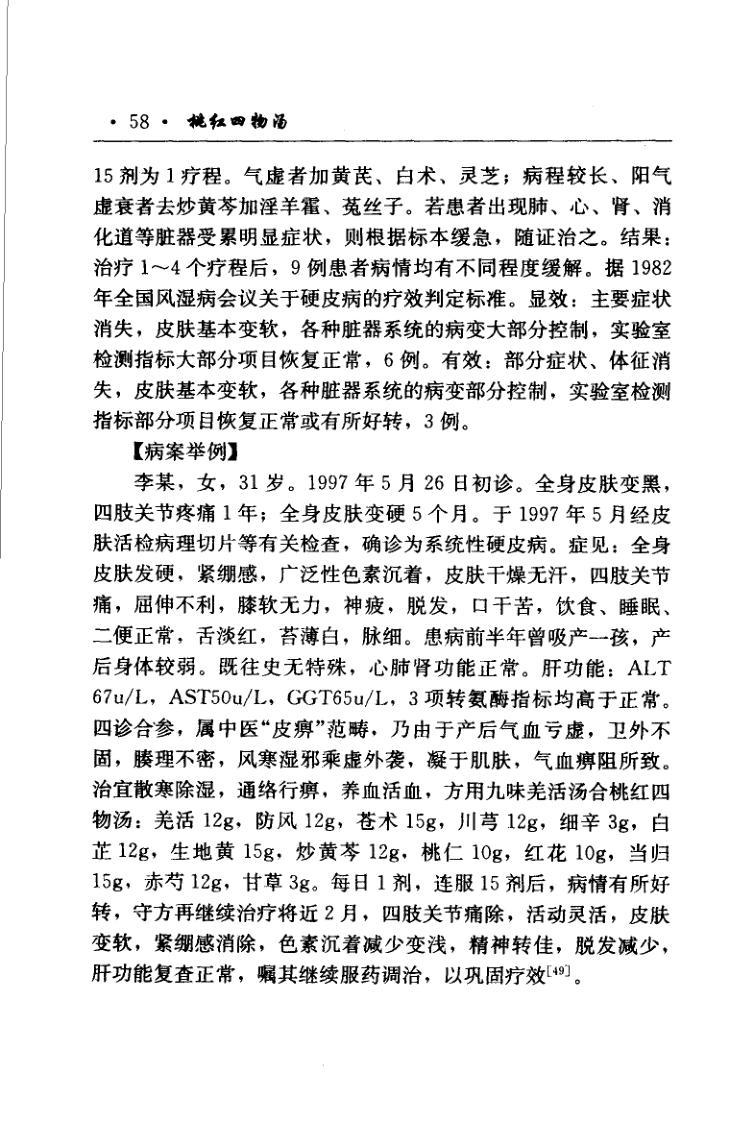 · 58 · 桃红四物汤
15 剂为 1 疗程。气虚者加黄芪、白术、灵芝；病程较长、阳气
虚衰者去炒黄芩加淫羊霍、菟丝子。若患者出现肺、心、肾、消
化道等脏器受累明显症状，则根据标本缓急，随证治之。结果：
治疗 1～4 个疗程后，9 例患者病情均有不同程度缓解。据 1982
年全国风湿病会议关于硬皮病的疗效判定标准。显效：主要症状
消失，皮肤基本变软，各种脏器系统的病变大部分控制，实验室
检测指标大部分项目恢复正常，6 例。有效：部分症状、体征消
失，皮肤基本变软，各种脏器系统的病变部分控制，实验室检测
指标部分项目恢复正常或有所好转，3 例。
【病案举例】
李某，女，31 岁。1997 年 5 月 26 日初诊。全身皮肤变黑，
四肢关节疼痛 1 年；全身皮肤变硬 5 个月。于 1997 年 5 月经皮
肤活检病理切片等有关检查，确诊为系统性硬皮病。症见：全身
皮肤发硬，紧绷感，广泛性色素沉着，皮肤干燥无汗，四肢关节
痛，屈伸不利，膝软无力，神疲，脱发，口干苦，饮食、睡眠、
二便正常，舌淡红，苔薄白，脉细。患病前半年曾吸产一孩，产
后身体较弱。既往史无特殊，心肺肾功能正常。肝功能：ALT
67u/L，AST50u/L，GGT65u/L，3 项转氨酶指标均高于正常。
四诊合参，属中医“皮痹”范畴，乃由于产后气血亏虚，卫外不
固，腠理不密，风寒湿邪乘虚外袭，凝于肌肤，气血痹阻所致。
治宜散寒除湿，通络行痹，养血活血，方用九味羌活汤合桃红四
物汤：羌活 12g，防风 12g，苍术 15g，川芎 12g，细辛 3g，白
芷 12g，生地黄 15g，炒黄芩 12g，桃仁 10g，红花 10g，当归
15g，赤芍 12g，甘草 3g。每日 1 剂，连服 15 剂后，病情有所好
转，守方再继续治疗将近 2 月，四肢关节痛除，活动灵活，皮肤
变软，紧绷感消除，色素沉着减少变浅，精神转佳，脱发减少，
肝功能复查正常，嘱其继续服药调治，以巩固疗效[49]。